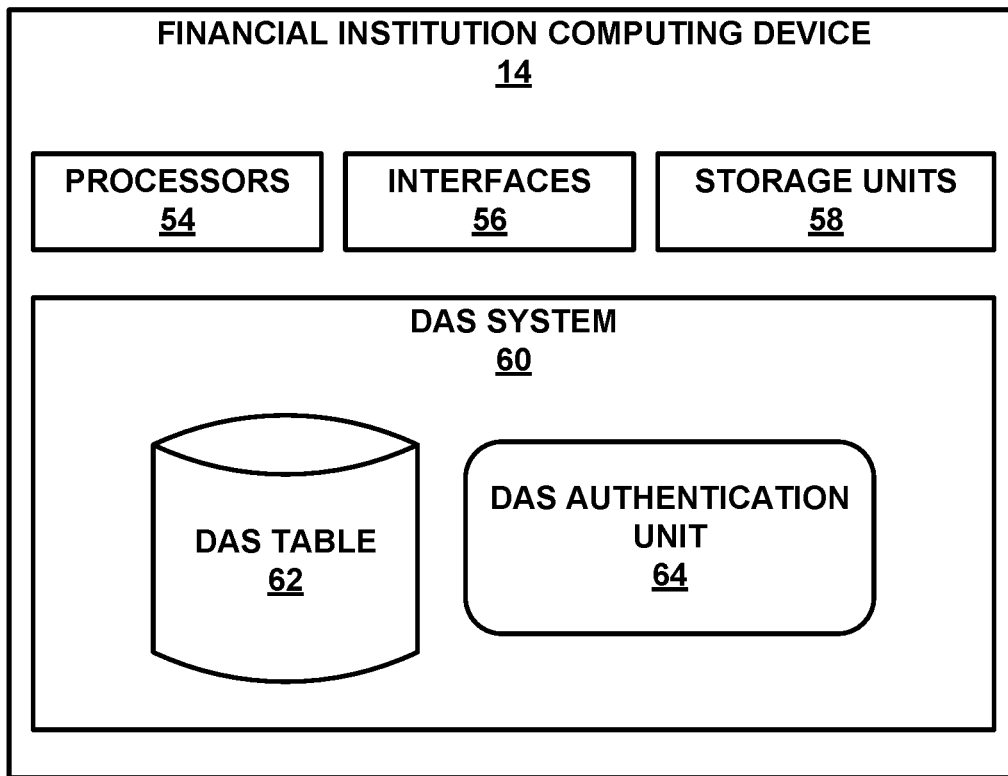 FINANCIAL INSTITUTION COMPUTING DEVICE
14
PROCESSORS
54
INTERFACES
56
STORAGE UNITS
58
DAS SYSTEM
60
DAS TABLE
62
DAS AUTHENTICATION
UNIT
64